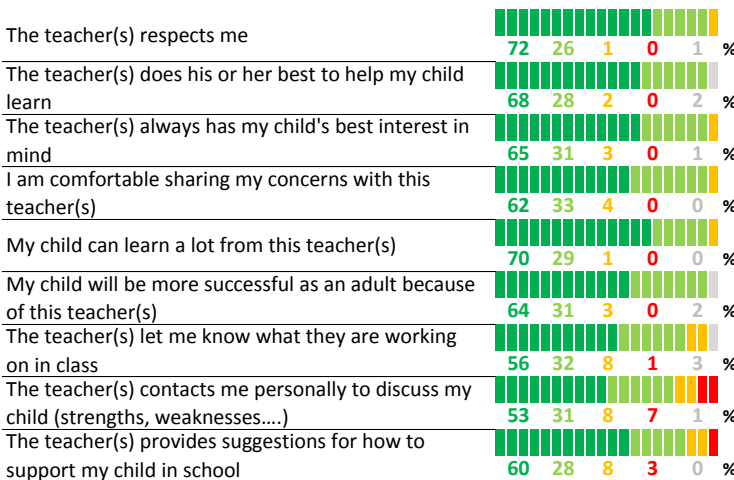 The teacher(s) respects me
72 26 1 0 1 %
The teacher(s) does his or her best to help my child
learn
68 28 2 0 2 %
The teacher(s) always has my child's best interest in
mind
65 31 3 0 1 %
I am comfortable sharing my concerns with this
teacher(s)
62 33 4 0 0 %
My child can learn a lot from this teacher(s)
70 29 1 0 0 %
My child will be more successful as an adult because
of this teacher(s)
64 31 3 0 2 %
The teacher(s) let me know what they are working
on in class
56 32 8 1 3 %
The teacher(s) contacts me personally to discuss my
child (strengths, weaknesses....)
53 31 8 7 1 %
The teacher(s) provides suggestions for how to
support my child in school
60 28 8 3 0 %